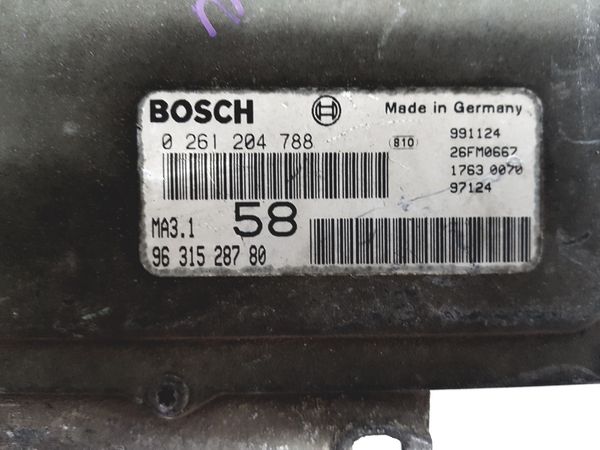 BOSCH Made in Germany
0 261 204 788 810 991124
26FM0667
1763 0070
97124
MA3.1 58
96 315 287 80